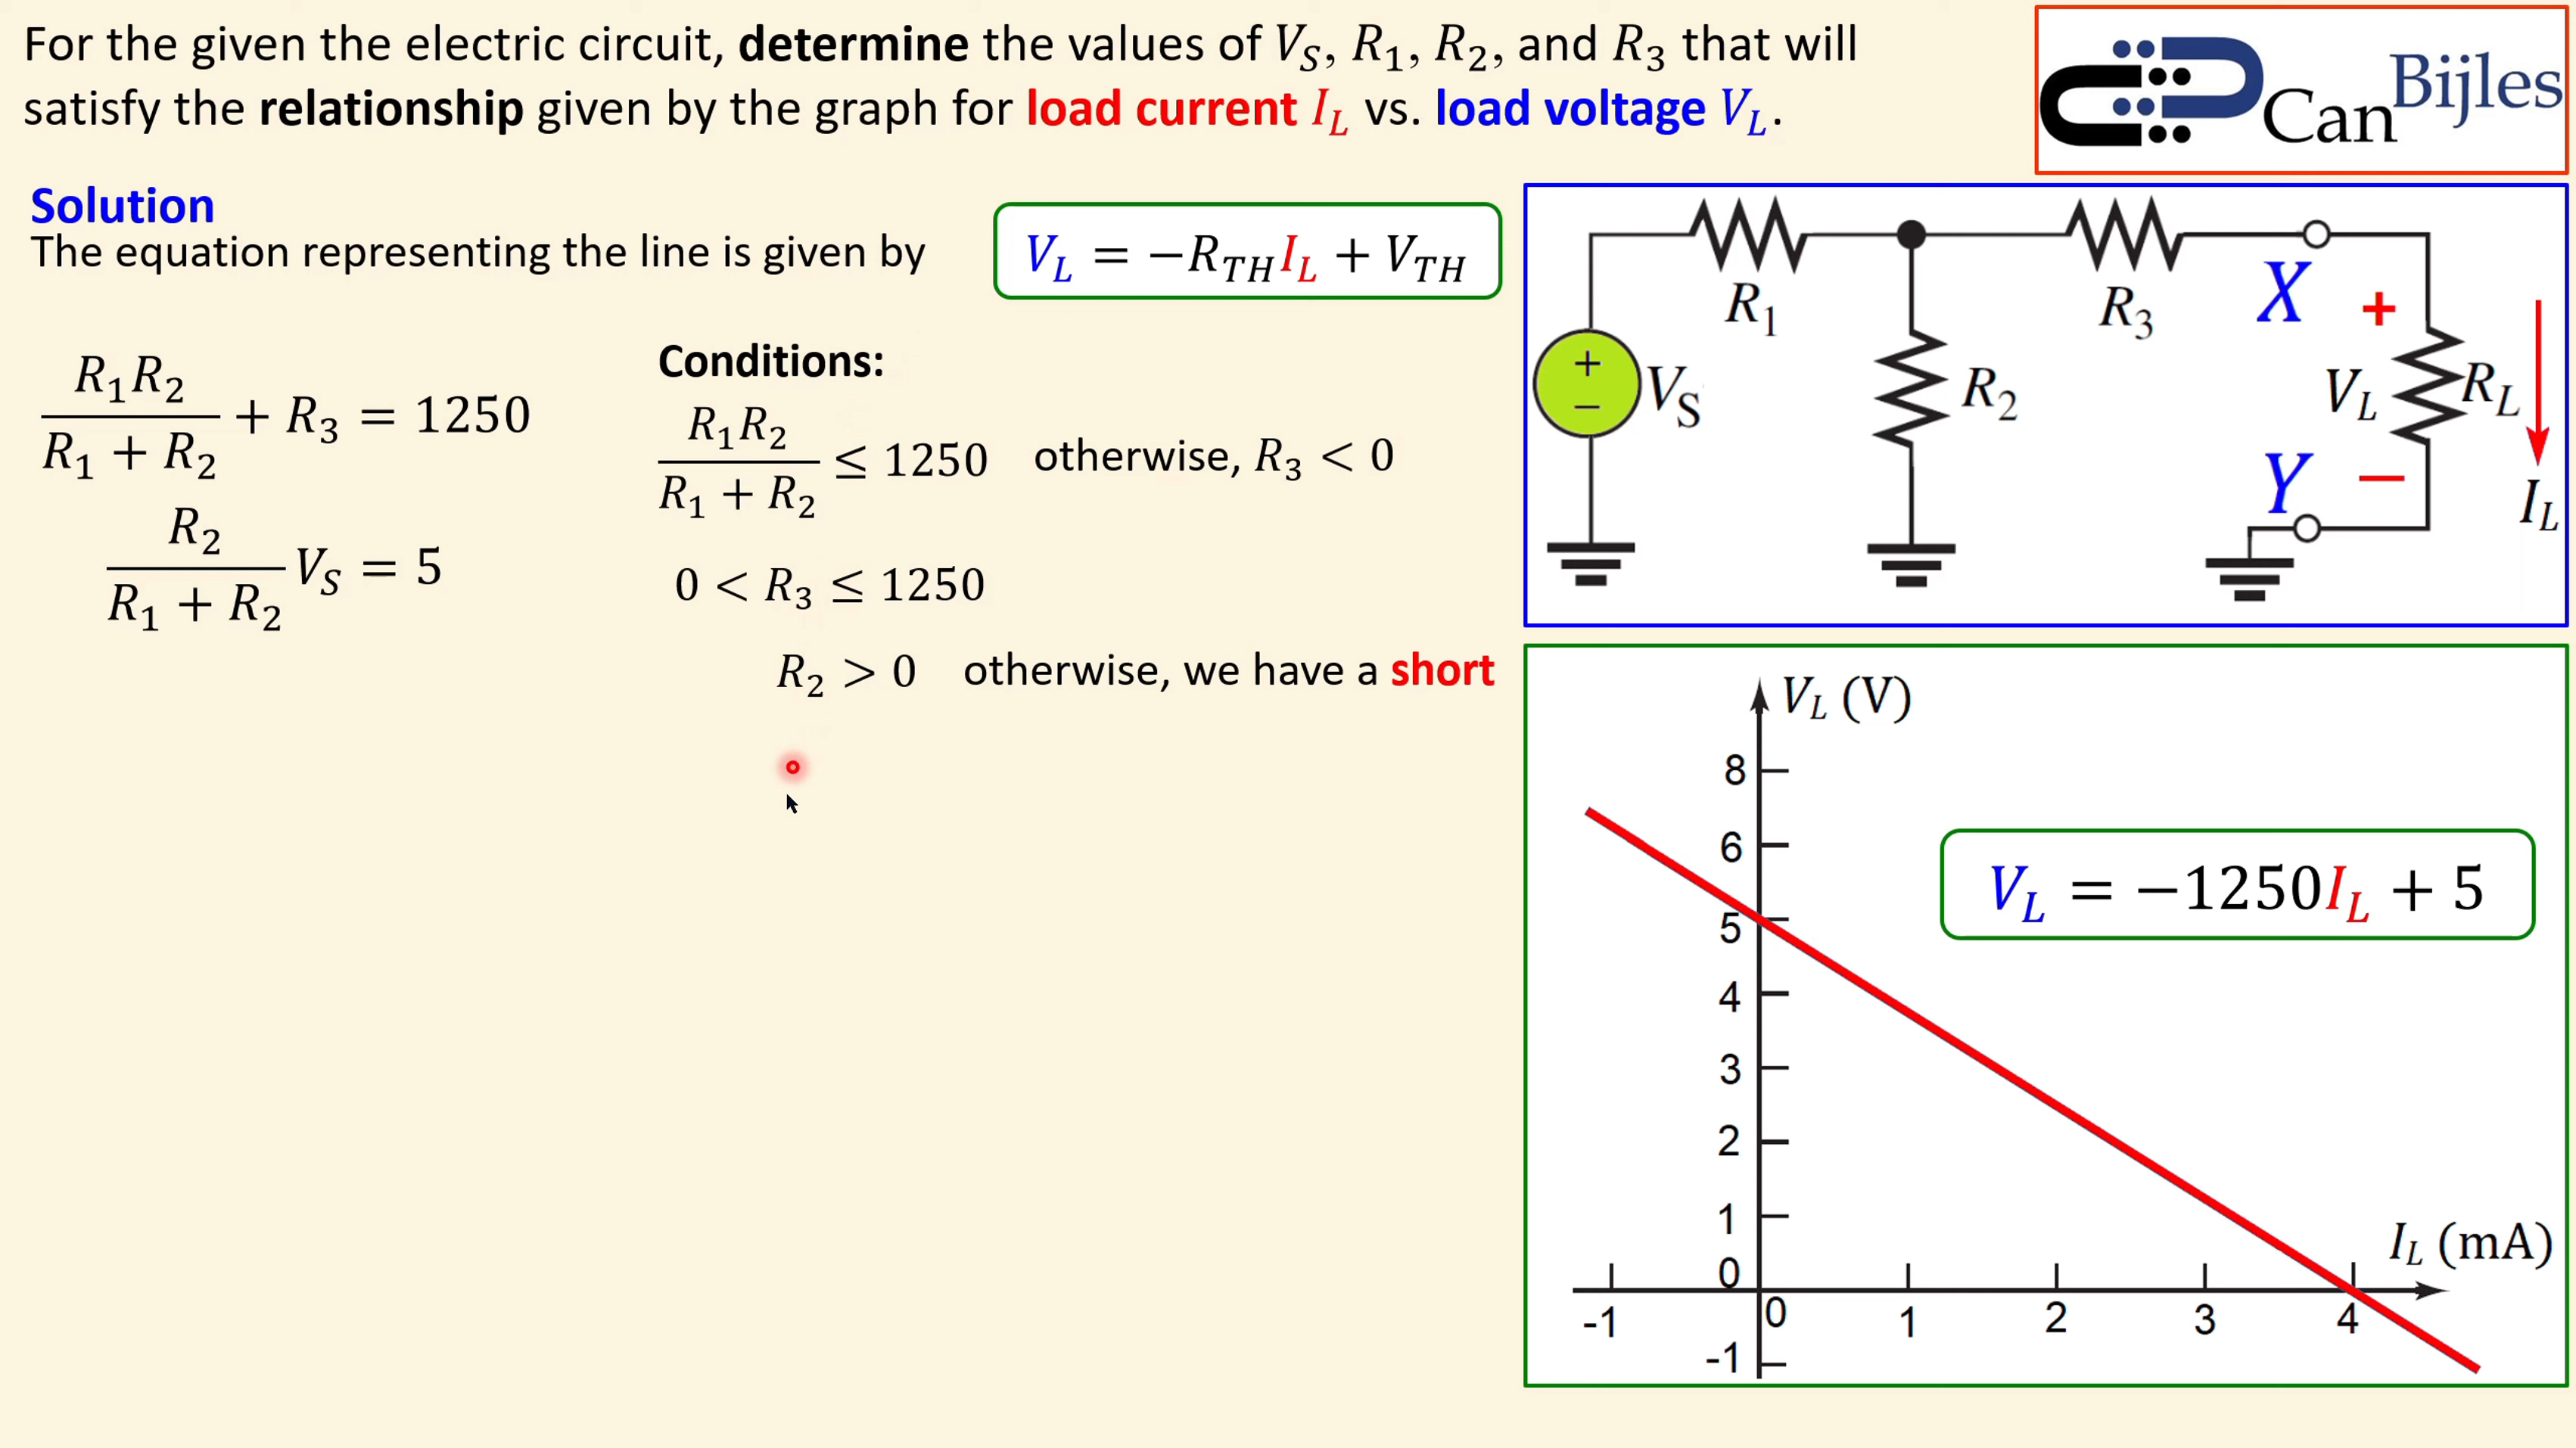 For the given the electric circuit, determine the values of V_S, R_1, R_2, and R_3 that will
satisfy the relationship given by the graph for load current I_L vs. load voltage V_L.
Can Bijles
Solution
The equation representing the line is given by
V_L = −R_TH I_L + V_TH
R_1R_2 / (R_1 + R_2) + R_3 = 1250
R_2 / (R_1 + R_2) V_S = 5
Conditions:
R_1R_2 / (R_1 + R_2) ≤ 1250 otherwise, R_3 < 0
0 < R_3 ≤ 1250
R_2 > 0 otherwise, we have a short
R_1
R_3
+
−
V_S
R_2
X
+
V_L
R_L
Y
−
I_L
V_L (V)
8
6
5
4
3
2
1
0
-1
V_L = −1250I_L + 5
I_L (mA)
-1 0 1 2 3 4